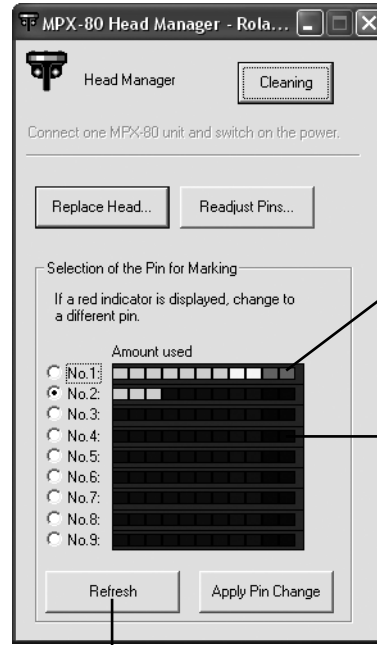 MPX-80 Head Manager - Rola...
Head Manager
Cleaning
Connect one MPX-80 unit and switch on the power.
Replace Head...
Readjust Pins...
Selection of the Pin for Marking
If a red indicator is displayed, change to
a different pin.
Amount used
No.1:
No.2:
No.3:
No.4:
No.5:
No.6:
No.7:
No.8:
No.9:
Refresh
Apply Pin Change